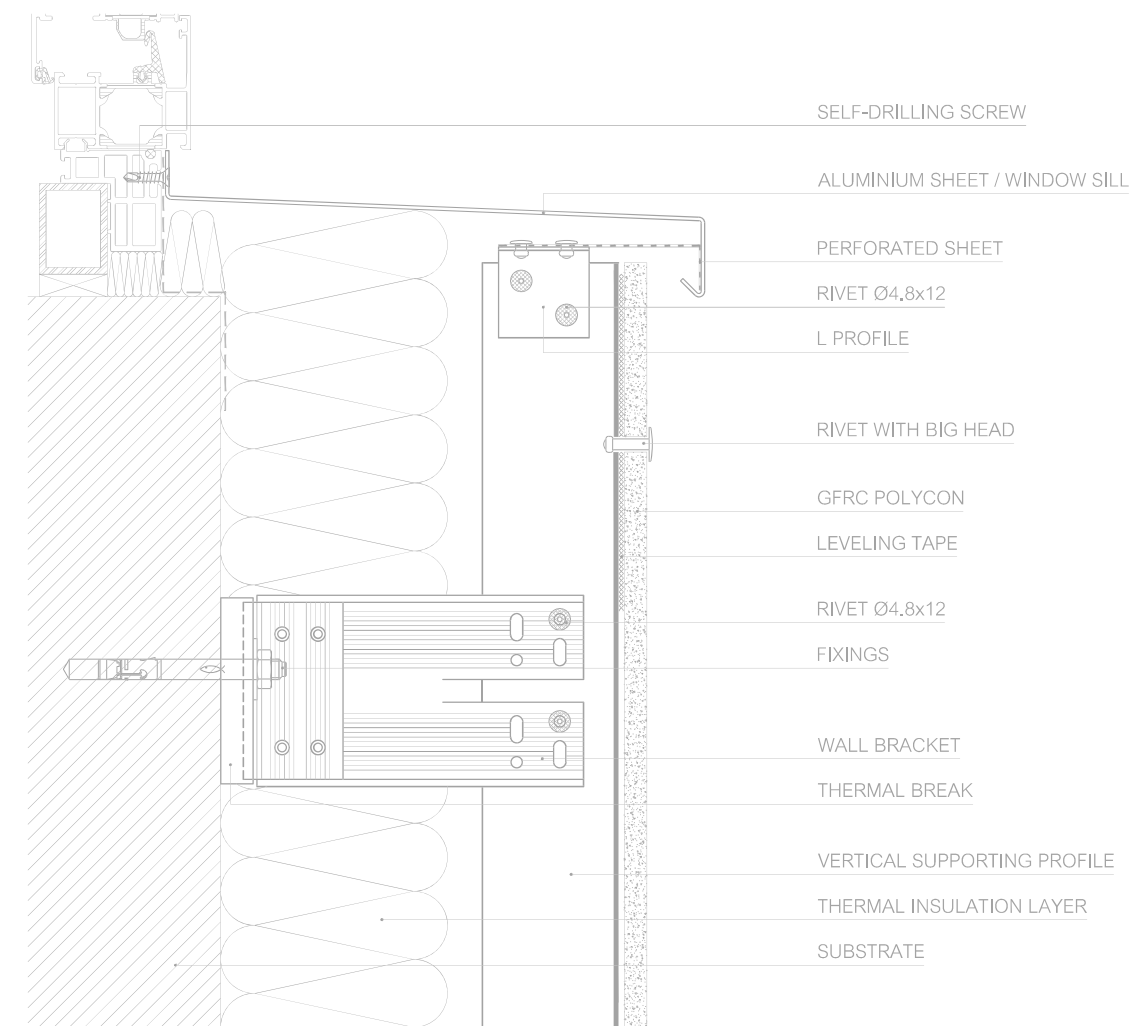 SELF-DRILLING SCREW
ALUMINIUM SHEET / WINDOW SILL
PERFORATED SHEET
RIVET Ø4.8x12
L PROFILE
RIVET WITH BIG HEAD
GFRC POLYCON
LEVELING TAPE
RIVET Ø4.8x12
FIXINGS
WALL BRACKET
THERMAL BREAK
VERTICAL SUPPORTING PROFILE
THERMAL INSULATION LAYER
SUBSTRATE